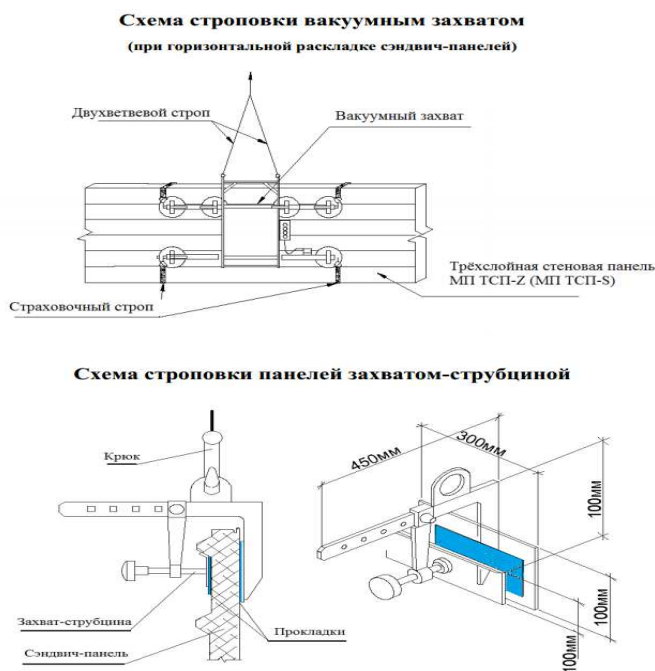 Схема строповки вакуумным захватом
(при горизонтальной раскладке сэндвич-панелей)
Двухветвевой строп
Вакуумный захват
Трёхслойная стеновая панель
МП ТСП-Z (МП ТСП-S)
Страховочный строп
Схема строповки панелей захватом-струбциной
Крюк
450мм
300мм
100мм
Захват-струбцина
Прокладки
Сэндвич-панель
100мм
100мм